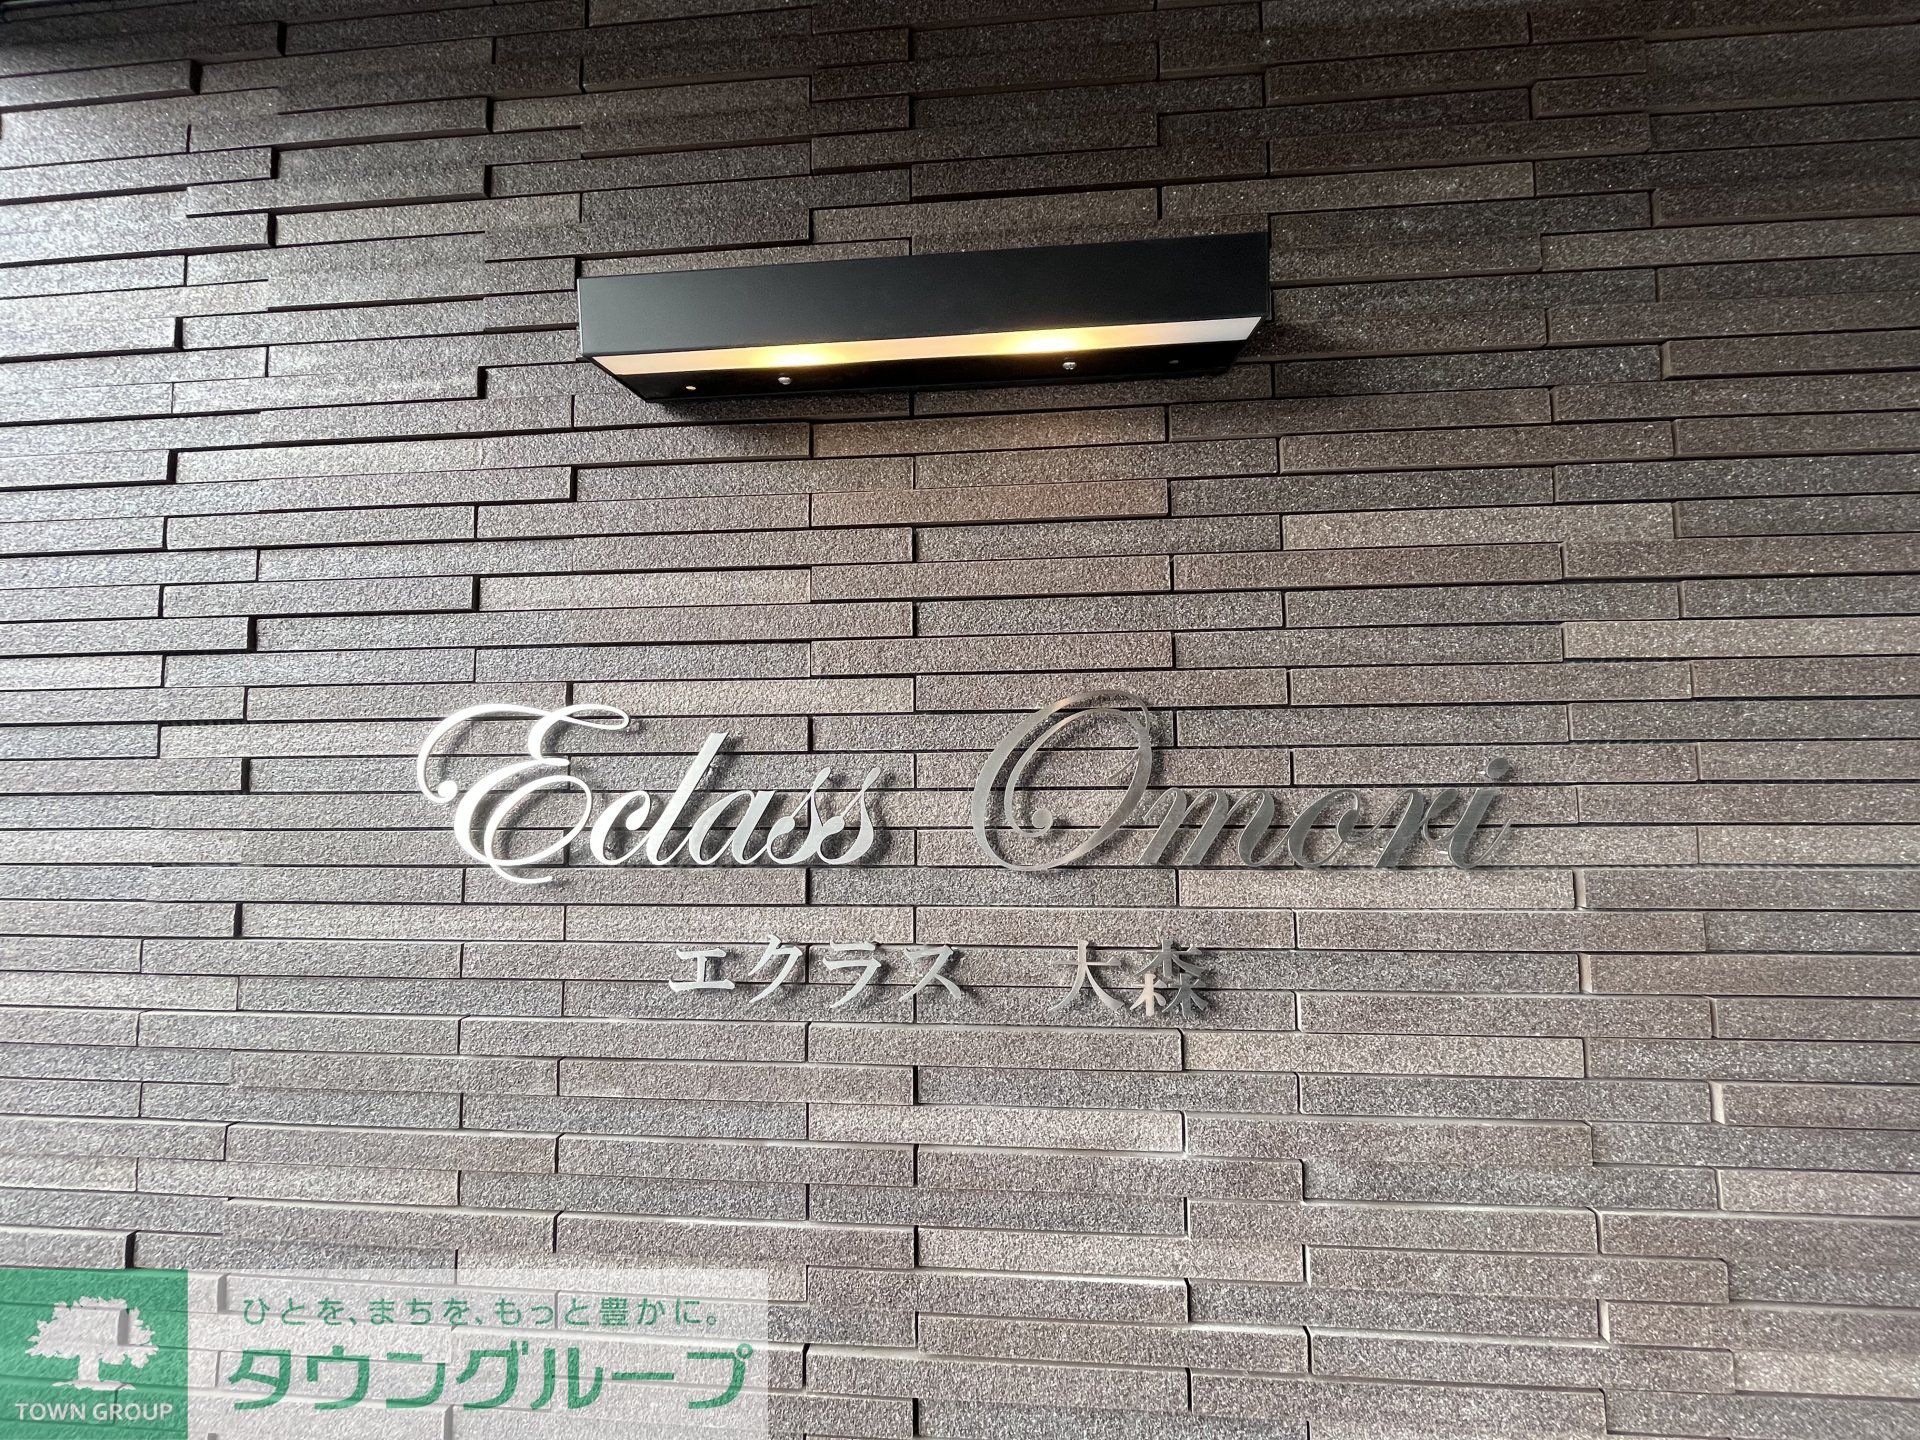 Eclass Omori
エクラス 大森
ひとを、まちを、もっと豊かに。
タウングループ
TOWN GROUP